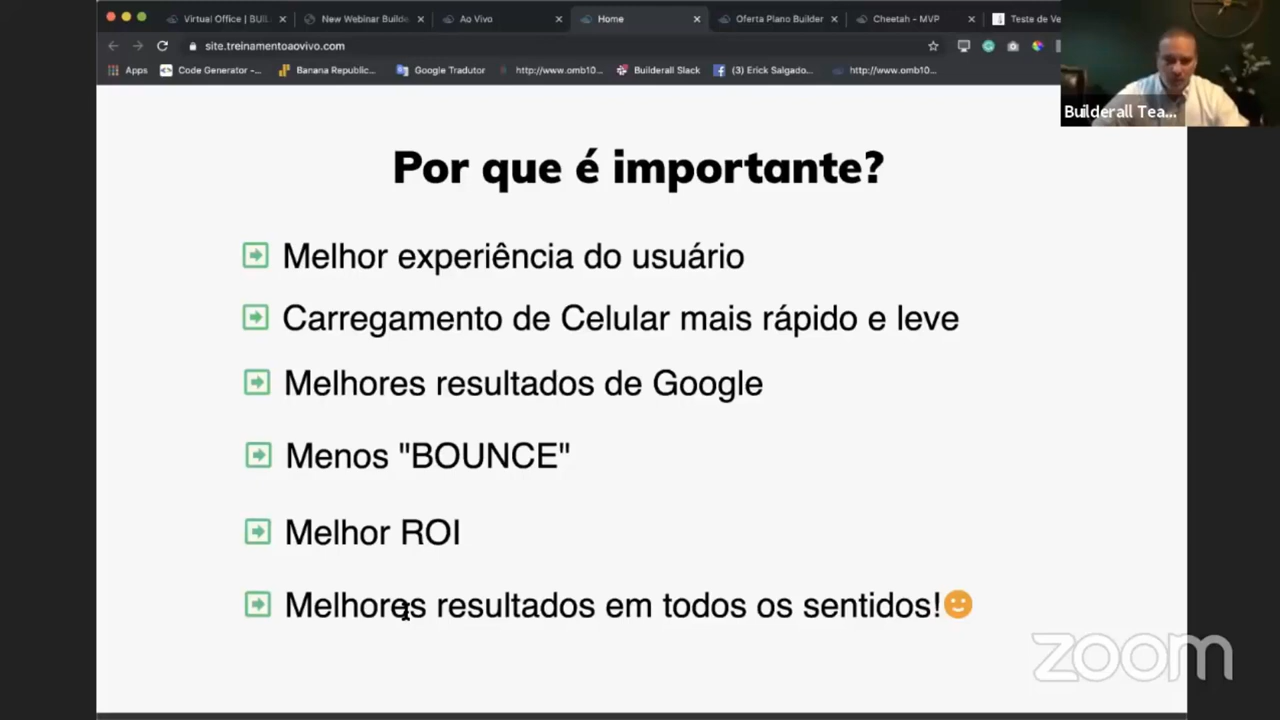 Virtual Office | BUIL
New Webinar Builde
Ao Vivo
Home
Oferta Plano Builder
Cheetah - MVP
Teste de Ve
site.treinamentoaovivo.com
Apps
Code Generator -...
Banana Republic...
Google Tradutor
http://www.omb10...
Builderall Slack
(3) Erick Salgado...
http://www.omb10...
Builderall Tea...
Por que é importante?
Melhor experiência do usuário
Carregamento de Celular mais rápido e leve
Melhores resultados de Google
Menos "BOUNCE"
Melhor ROI
Melhores resultados em todos os sentidos!
zoom